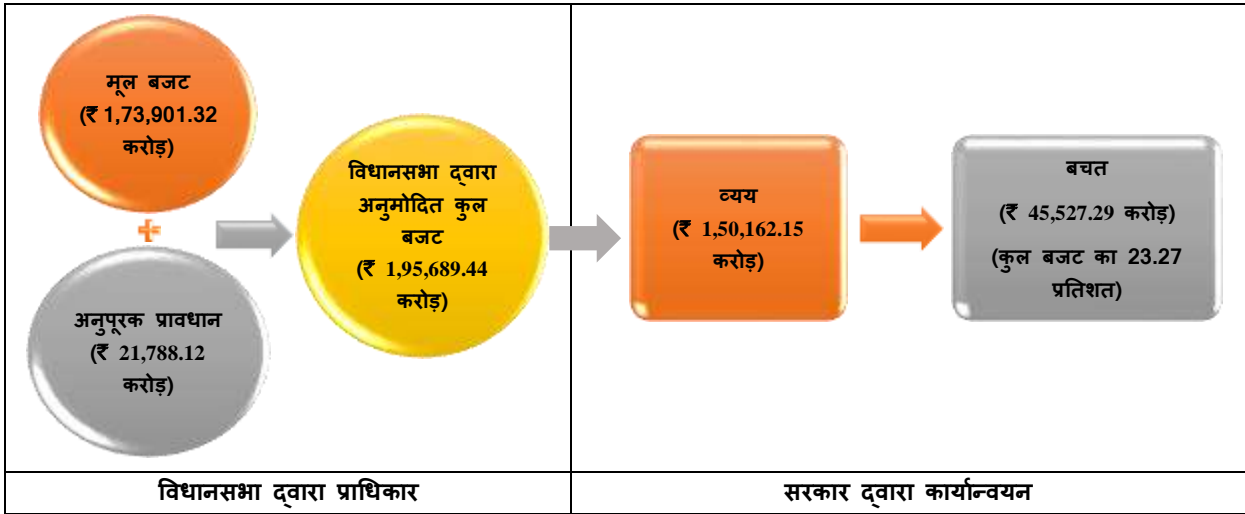 मूल बजट
(₹ 1,73,901.32
करोड़)
+
अनुपूरक प्रावधान
(₹ 21,788.12
करोड़)
विधानसभा द्वारा
अनुमोदित कुल
बजट
(₹ 1,95,689.44
करोड़)
व्यय
(₹ 1,50,162.15
करोड़)
बचत
(₹ 45,527.29 करोड़)
(कुल बजट का 23.27
प्रतिशत)
विधानसभा द्वारा प्राधिकार
सरकार द्वारा कार्यान्वयन